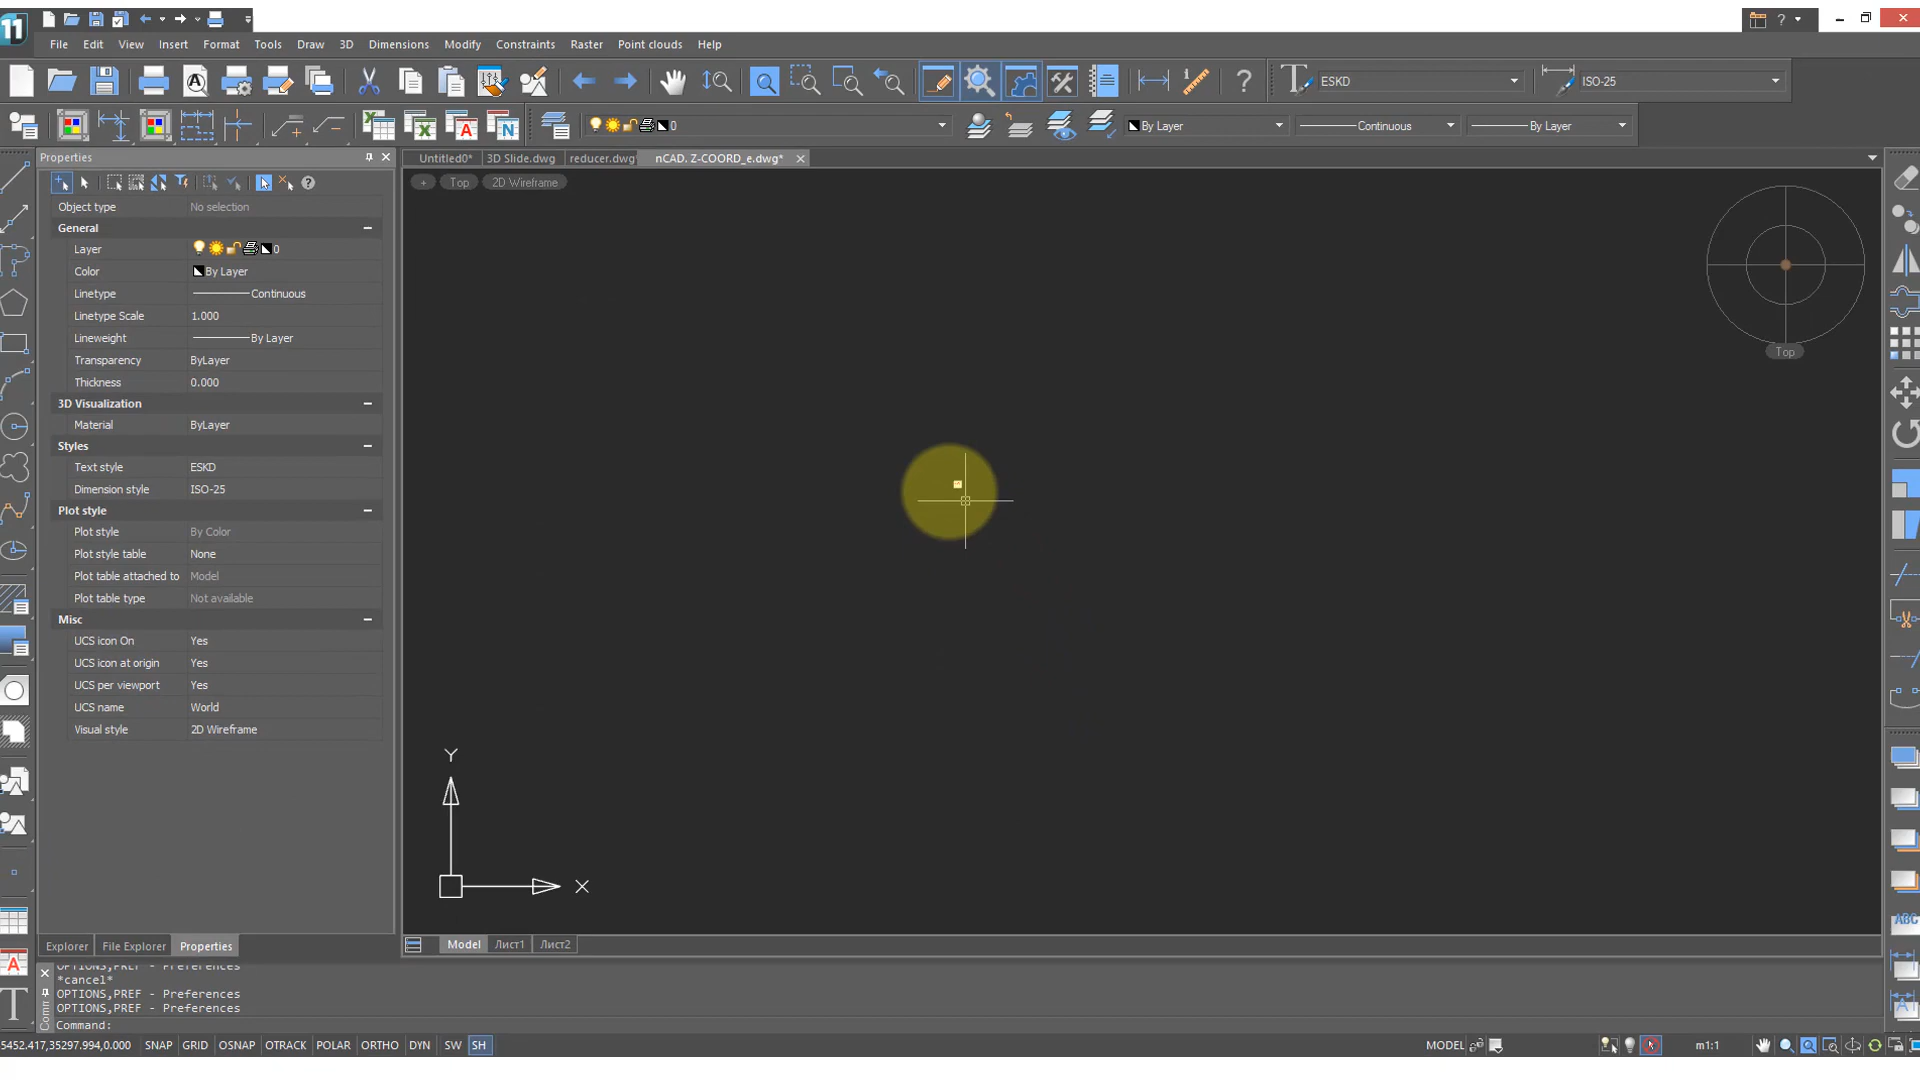 11
File Edit View Insert Format Tools Draw 3D Dimensions Modify Constraints Raster Point clouds Help
ESKD ISO-25
0 By Layer Continuous By Layer
Properties
Untitled0* 3D Slide.dwg reducer.dwg* nCAD. Z-COORD_e.dwg*
+ Top 2D Wireframe
Object type No selection
General
Layer 0
Color By Layer
Linetype Continuous
Linetype Scale 1.000
Lineweight By Layer
Transparency ByLayer
Thickness 0.000
3D Visualization
Material ByLayer
Styles
Text style ESKD
Dimension style ISO-25
Plot style
Plot style By Color
Plot style table None
Plot table attached to Model
Plot table type Not available
Misc
UCS icon On Yes
UCS icon at origin Yes
UCS per viewport Yes
UCS name World
Visual style 2D Wireframe
Top
Y
X
Explorer File Explorer Properties
Model Лист1 Лист2
OPTIONS,PREF - Preferences
*cancel*
OPTIONS,PREF - Preferences
OPTIONS,PREF - Preferences
Command:
5452.417,35297.994,0.000 SNAP GRID OSNAP OTRACK POLAR ORTHO DYN SW SH MODEL m1:1